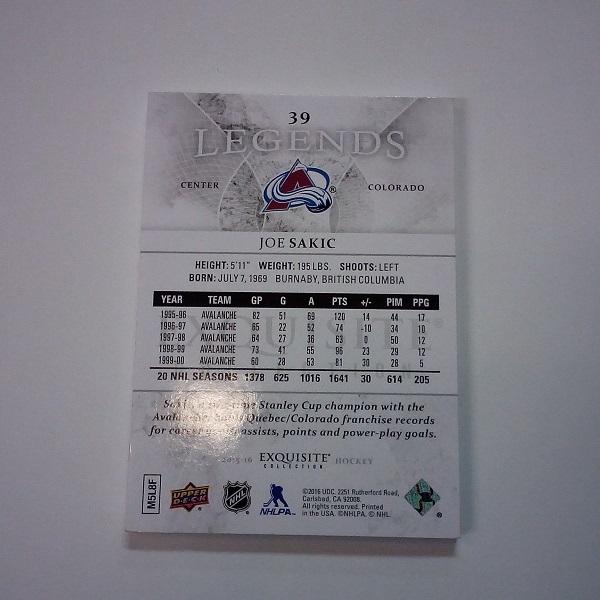 39
LEGENDS
CENTER
COLORADO
JOE SAKIC
HEIGHT: 5'11" WEIGHT: 195 LBS. SHOOTS: LEFT
BORN: JULY 7, 1969 BURNABY, BRITISH COLUMBIA
YEAR TEAM GP G A PTS +/- PIM PPG
1995-96 AVALANCHE 82 51 69 120 14 44 17
1996-97 AVALANCHE 65 22 52 74 -10 34 10
1997-98 AVALANCHE 64 27 36 63 0 50 12
1998-99 AVALANCHE 73 41 55 96 23 29 12
1999-00 AVALANCHE 60 28 53 81 30 28 5
20 NHL SEASONS 1378 625 1016 1641 30 614 205
Stanley Cup champion with the
Avalanche, Quebec/Colorado franchise records
for career assists, points and power-play goals.
2015-16 EXQUISITE COLLECTION HOCKEY
M5L8F
UPPER DECK
NHL
NHLPA
©2016 UDC. 2251 Rutherford Road,
Carlsbad, CA 92008.
All rights reserved. Printed
in the USA. ©NHLPA. © NHL.